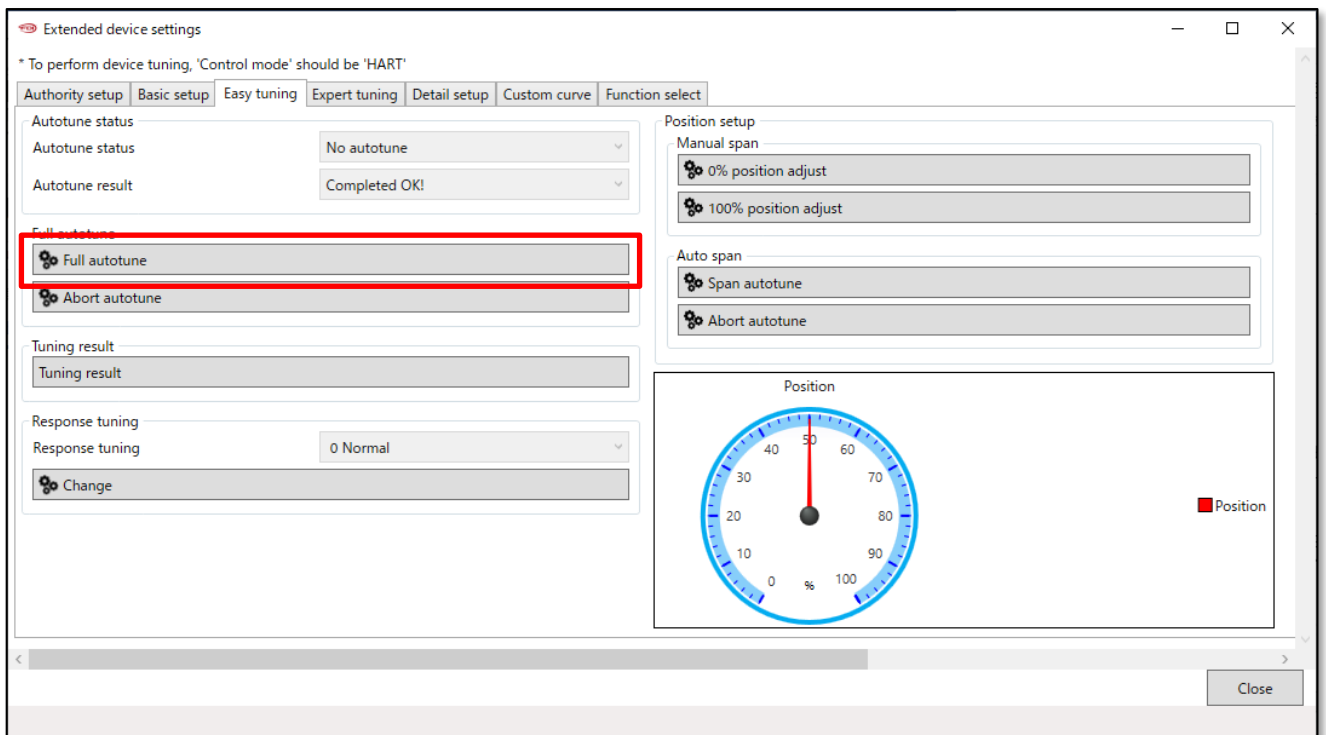 Extended device settings
* To perform device tuning, 'Control mode' should be 'HART'
Authority setup Basic setup Easy tuning Expert tuning Detail setup Custom curve Function select
Autotune status
Autotune status No autotune
Autotune result Completed OK!
Full autotune
Full autotune
Abort autotune
Tuning result
Tuning result
Response tuning
Response tuning 0 Normal
Change
Position setup
Manual span
0% position adjust
100% position adjust
Auto span
Span autotune
Abort autotune
Position
40 50 60
30 70
20 80
10 90
0 % 100
Position
Close